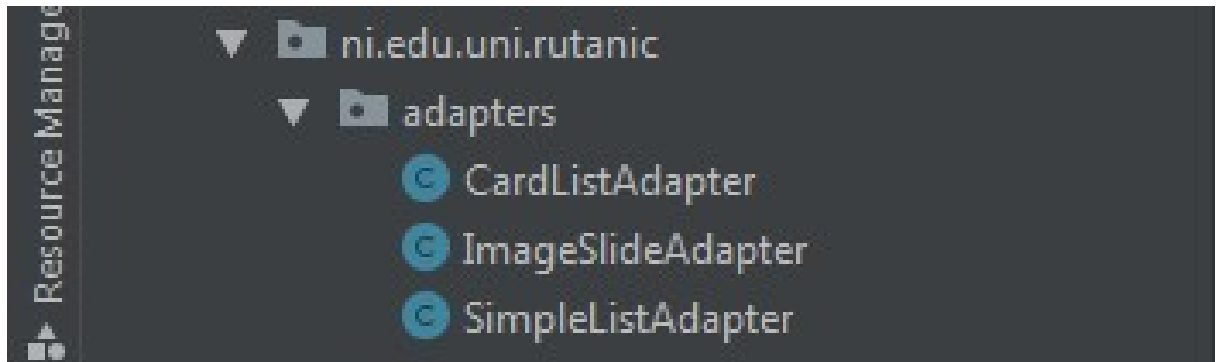 Resource Manage
ni.edu.uni.rutanic
adapters
CardListAdapter
ImageSlideAdapter
SimpleListAdapter